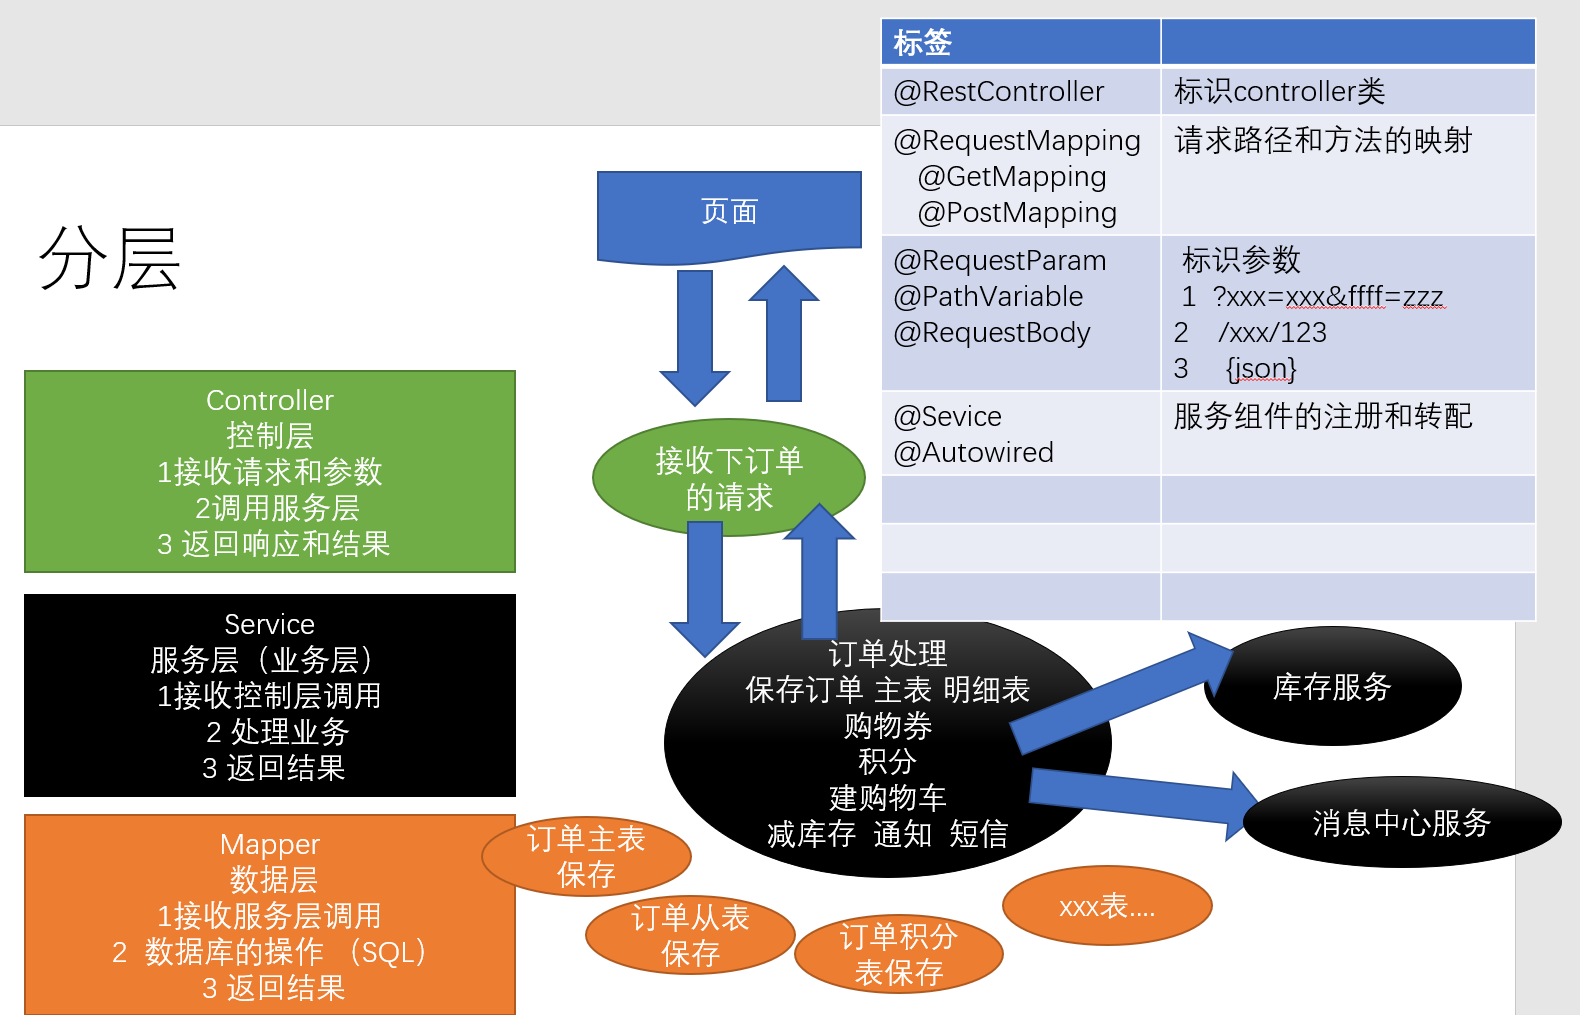 分层
Controller
控制层
1接收请求和参数
2调用服务层
3 返回响应和结果
Service
服务层（业务层）
1接收控制层调用
2 处理业务
3 返回结果
Mapper
数据层
1接收服务层调用
2 数据库的操作 （SQL）
3 返回结果
页面
接收下订单
的请求
订单处理
保存订单 主表 明细表
购物券
积分
建购物车
减库存 通知 短信
库存服务
消息中心服务
订单主表
保存
订单从表
保存
订单积分
表保存
xxx表....
标签
@RestController
标识controller类
@RequestMapping
@GetMapping
@PostMapping
请求路径和方法的映射
@RequestParam
@PathVariable
@RequestBody
标识参数
1 ?xxx=xxx&ffff=zzz
2 /xxx/123
3 {json}
@Sevice
@Autowired
服务组件的注册和转配